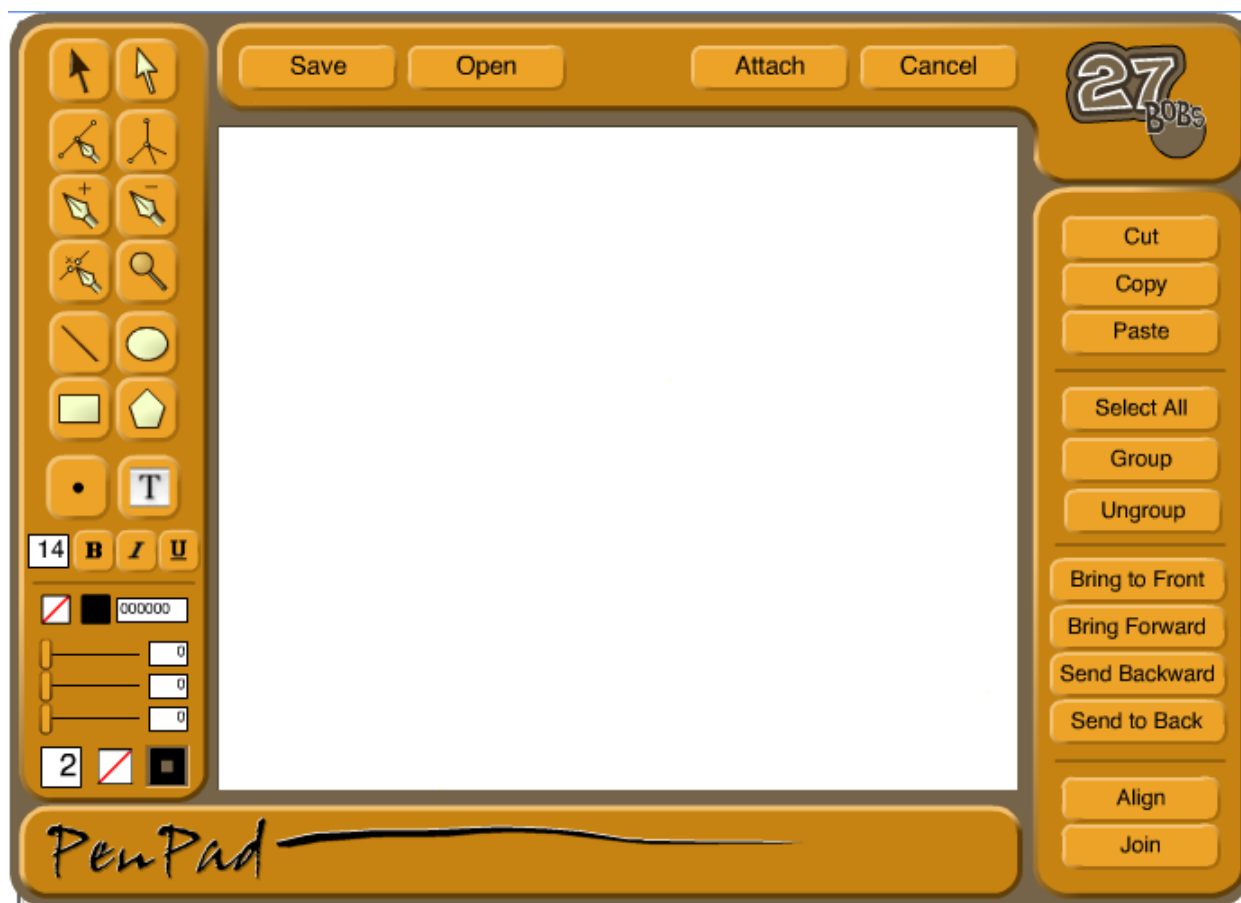 Save Open Attach Cancel
27
BOB'S
Cut
Copy
Paste
Select All
Group
T
Ungroup
14 B I U
Bring to Front
000000
Bring Forward
0
Send Backward
0
Send to Back
0
2
Align
Join
PenPad